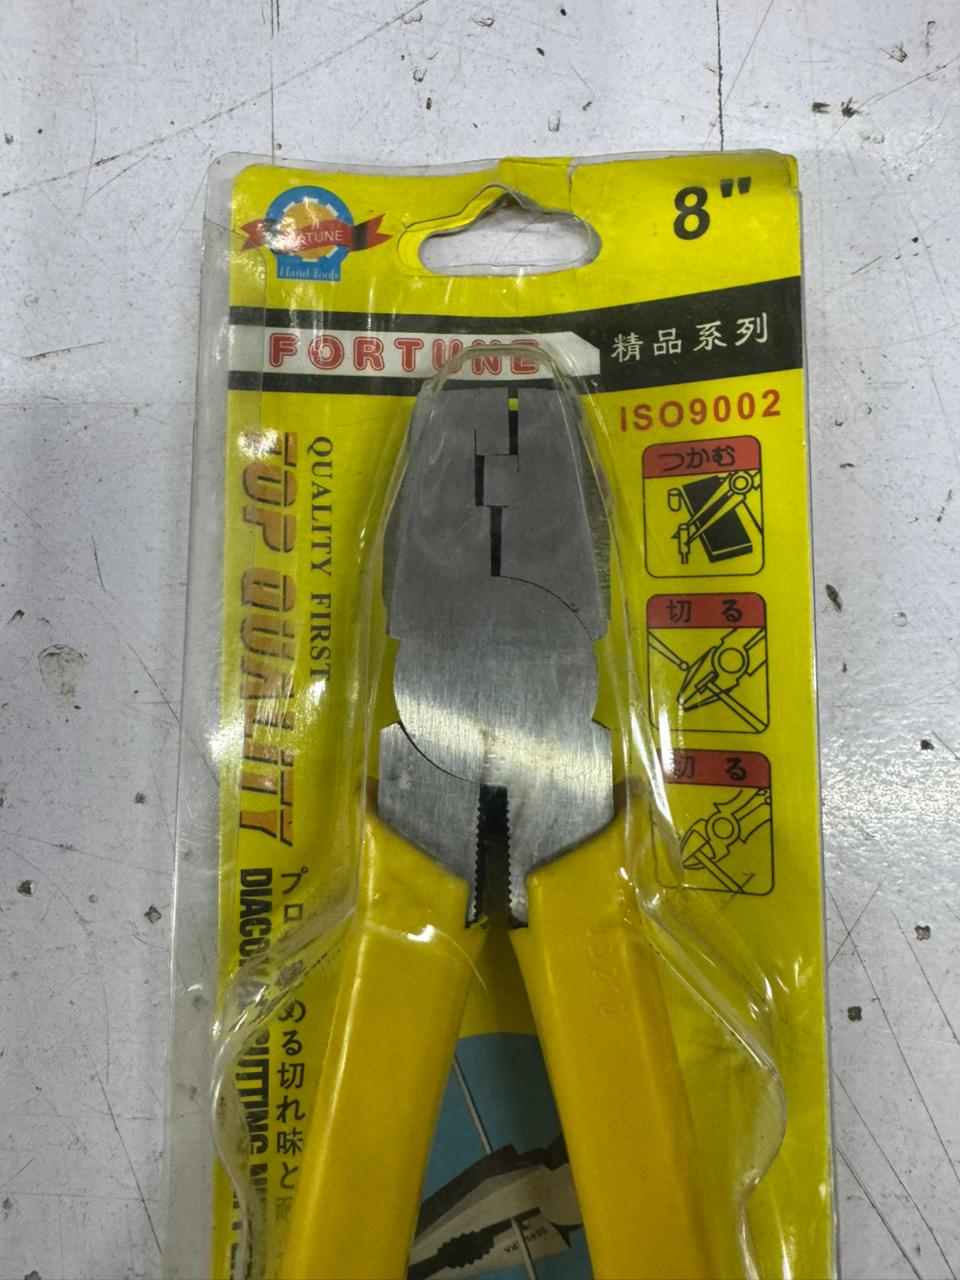 FORTUNE
Hand Tools
8"
FORTUNE
精品系列
ISO9002
つかむ
切る
切る
QUALITY FIRST
TOP QUALITY
プロ
める切れ味と